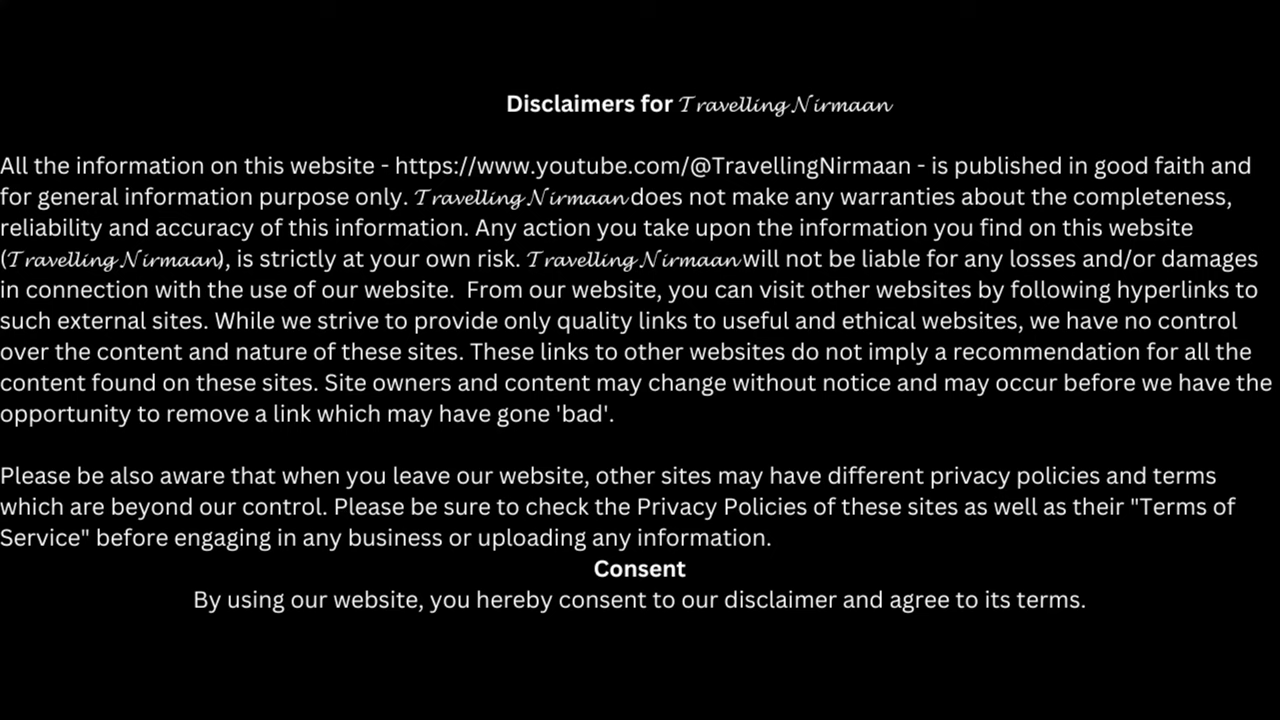 Disclaimers for Travelling Nirmaan
All the information on this website - https://www.youtube.com/@TravellingNirmaan - is published in good faith and
for general information purpose only. Travelling Nirmaan does not make any warranties about the completeness,
reliability and accuracy of this information. Any action you take upon the information you find on this website
(Travelling Nirmaan), is strictly at your own risk. Travelling Nirmaan will not be liable for any losses and/or damages
in connection with the use of our website.  From our website, you can visit other websites by following hyperlinks to
such external sites. While we strive to provide only quality links to useful and ethical websites, we have no control
over the content and nature of these sites. These links to other websites do not imply a recommendation for all the
content found on these sites. Site owners and content may change without notice and may occur before we have the
opportunity to remove a link which may have gone 'bad'.
Please be also aware that when you leave our website, other sites may have different privacy policies and terms
which are beyond our control. Please be sure to check the Privacy Policies of these sites as well as their "Terms of
Service" before engaging in any business or uploading any information.
Consent
By using our website, you hereby consent to our disclaimer and agree to its terms.